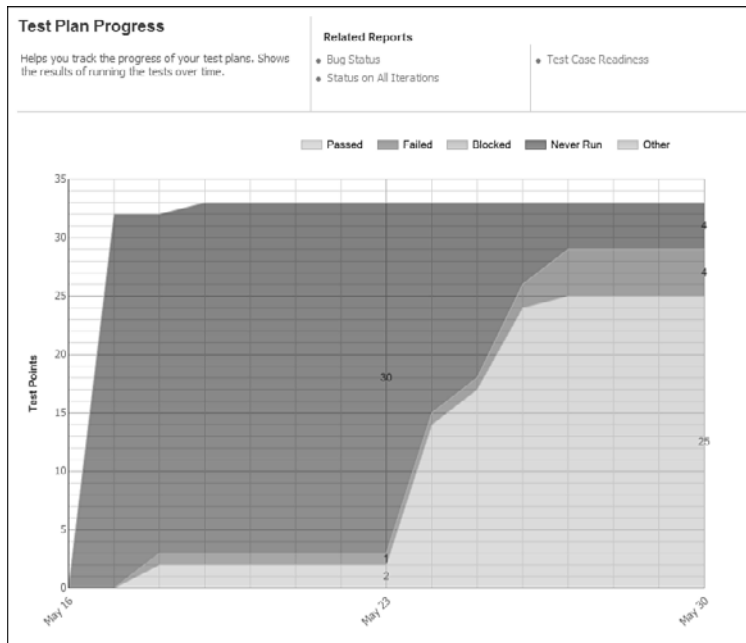 Test Plan Progress
Helps you track the progress of your test plans. Shows
the results of running the tests over time.
Related Reports
• Bug Status
• Status on All Iterations
• Test Case Readiness
Passed Failed Blocked Never Run Other
Test Points
35
30
25
20
15
10
5
0
4
4
30
25
1
2
May 16
May 23
May 30